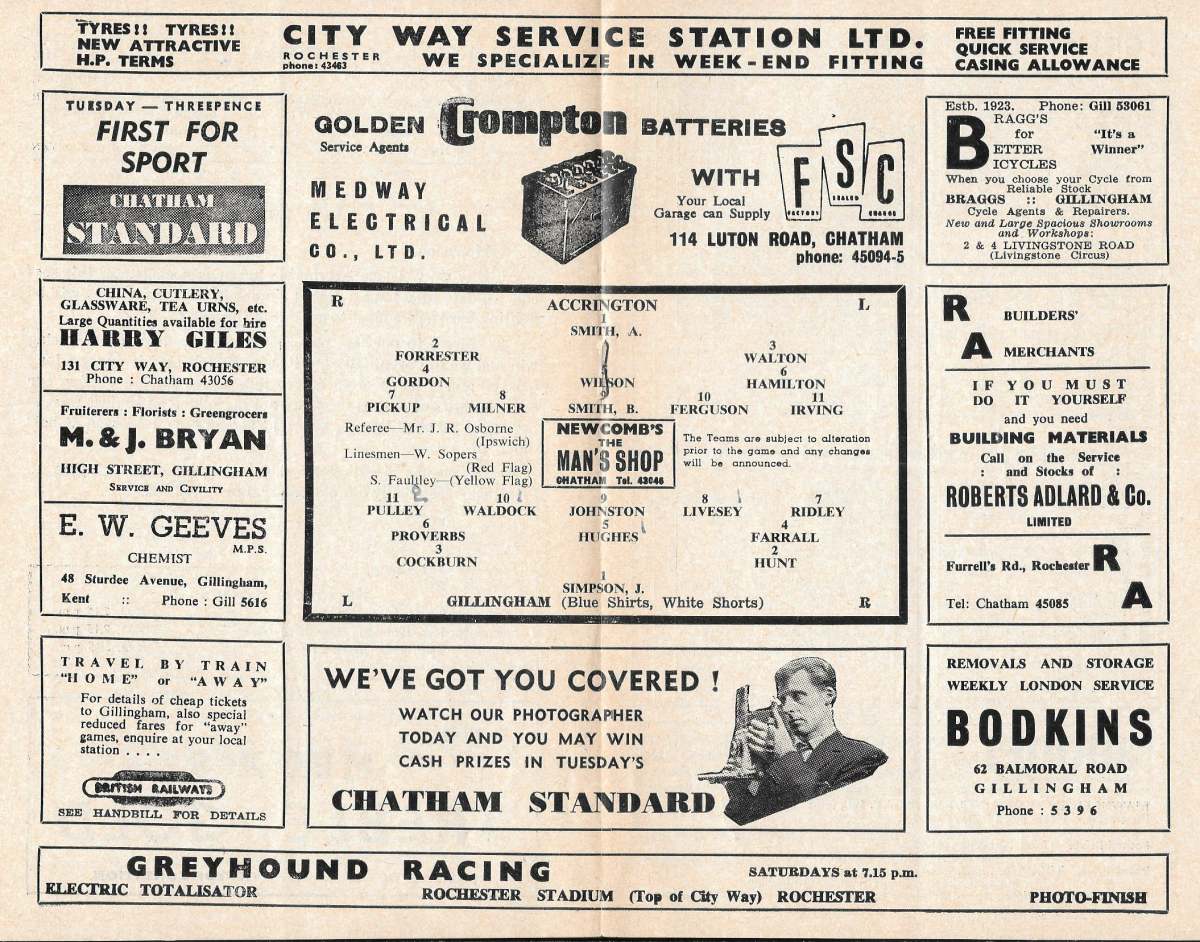 TYRES!! TYRES!!
NEW ATTRACTIVE
H.P. TERMS
CITY WAY SERVICE STATION LTD.
ROCHESTER
phone: 43463
WE SPECIALIZE IN WEEK-END FITTING
FREE FITTING
QUICK SERVICE
CASING ALLOWANCE
TUESDAY — THREEPENCE
FIRST FOR
SPORT
CHATHAM
STANDARD
GOLDEN Crompton BATTERIES
Service Agents
MEDWAY
ELECTRICAL
CO., LTD.
WITH
Your Local
Garage can Supply
FSC
FACTORY SEALED CHARGE
114 LUTON ROAD, CHATHAM
phone: 45094-5
Estb. 1923. Phone: Gill 53061
BRAGG'S
for
BETTER
BICYCLES
"It's a
Winner"
When you choose your Cycle from
Reliable Stock
BRAGGS :: GILLINGHAM
Cycle Agents & Repairers.
New and Large Spacious Showrooms
and Workshops:
2 & 4 LIVINGSTONE ROAD
(Livingstone Circus)
CHINA, CUTLERY,
GLASSWARE, TEA URNS, etc.
Large Quantities available for hire
HARRY GILES
131 CITY WAY, ROCHESTER
Phone : Chatham 43056
Fruiterers : Florists : Greengrocers
M. & J. BRYAN
HIGH STREET, GILLINGHAM
SERVICE AND CIVILITY
E. W. GEEVES
M.P.S.
CHEMIST
48 Sturdee Avenue, Gillingham,
Kent :: Phone : Gill 5616
R ACCRINGTON L
1
SMITH, A.
2 3
FORRESTER WALTON
4 5 6
GORDON WILSON HAMILTON
7 8 9 10 11
PICKUP MILNER SMITH, B. FERGUSON IRVING
Referee—Mr. J. R. Osborne
(Ipswich)
Linesmen—W. Sopers
(Red Flag)
S. Faultley—(Yellow Flag)
NEWCOMB'S
THE
MAN'S SHOP
CHATHAM Tel. 43046
The Teams are subject to alteration
prior to the game and any changes
will be announced.
11 2 10 1 9 8 1 7
PULLEY WALDOCK JOHNSTON LIVESEY RIDLEY
6 5 4
PROVERBS HUGHES 1 FARRALL
3 2
COCKBURN HUNT
1
SIMPSON, J.
L GILLINGHAM (Blue Shirts, White Shorts) R
RA
BUILDERS'
MERCHANTS
IF YOU MUST
DO IT YOURSELF
and you need
BUILDING MATERIALS
Call on the Service
: and Stocks of :
ROBERTS ADLARD & Co.
LIMITED
Furrell's Rd., Rochester
Tel: Chatham 45085
RA
TRAVEL BY TRAIN
"HOME" or "AWAY"
For details of cheap tickets
to Gillingham, also special
reduced fares for "away"
games, enquire at your local
station . . . .
BRITISH RAILWAYS
SEE HANDBILL FOR DETAILS
WE'VE GOT YOU COVERED !
WATCH OUR PHOTOGRAPHER
TODAY AND YOU MAY WIN
CASH PRIZES IN TUESDAY'S
CHATHAM STANDARD
REMOVALS AND STORAGE
WEEKLY LONDON SERVICE
BODKINS
62 BALMORAL ROAD
GILLINGHAM
Phone : 5396
GREYHOUND RACING
SATURDAYS at 7.15 p.m.
ELECTRIC TOTALISATOR
ROCHESTER STADIUM (Top of City Way) ROCHESTER
PHOTO-FINISH